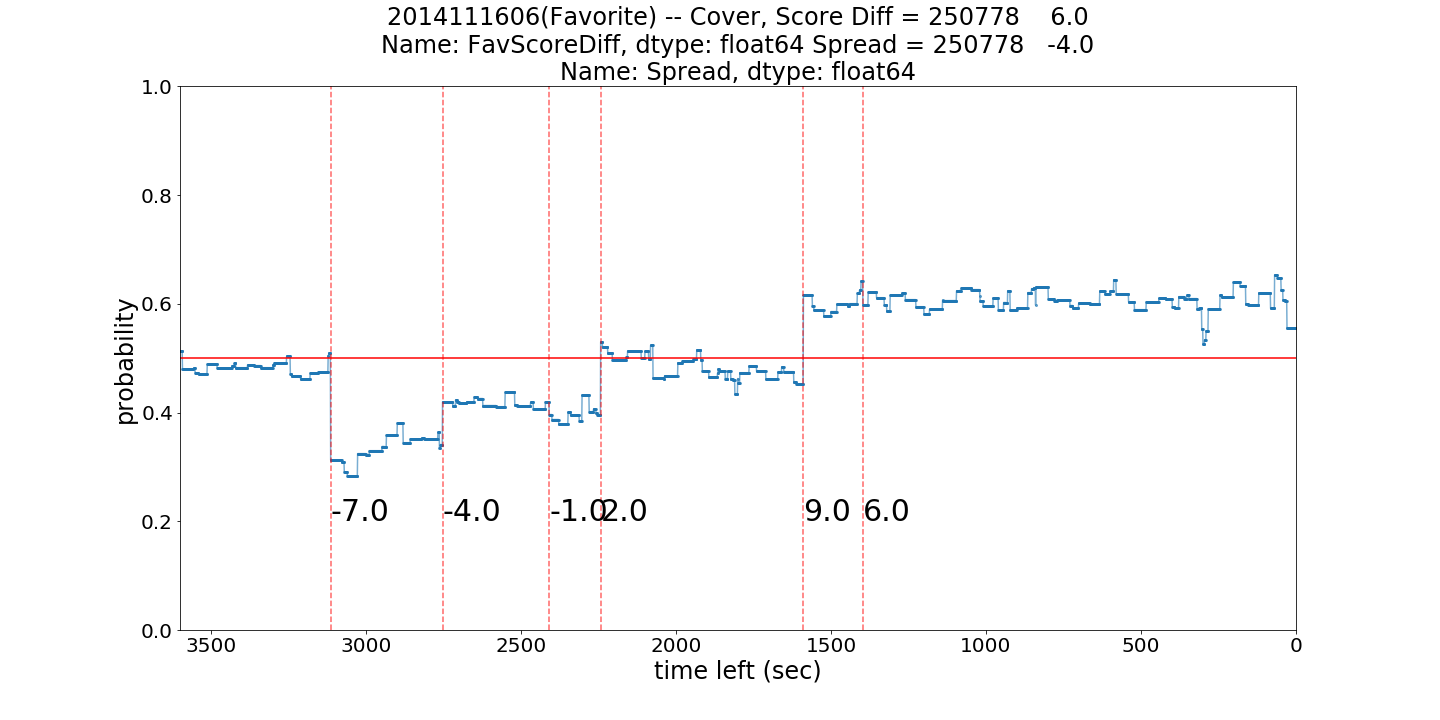 2014111606(Favorite) -- Cover, Score Diff = 250778    6.0
Name: FavScoreDiff, dtype: float64 Spread = 250778   -4.0
Name: Spread, dtype: float64
1.0
0.8
0.6
0.4
0.2
0.0
probability
-7.0 -4.0 -1.0 2.0 9.0 6.0
3500 3000 2500 2000 1500 1000 500 0
time left (sec)